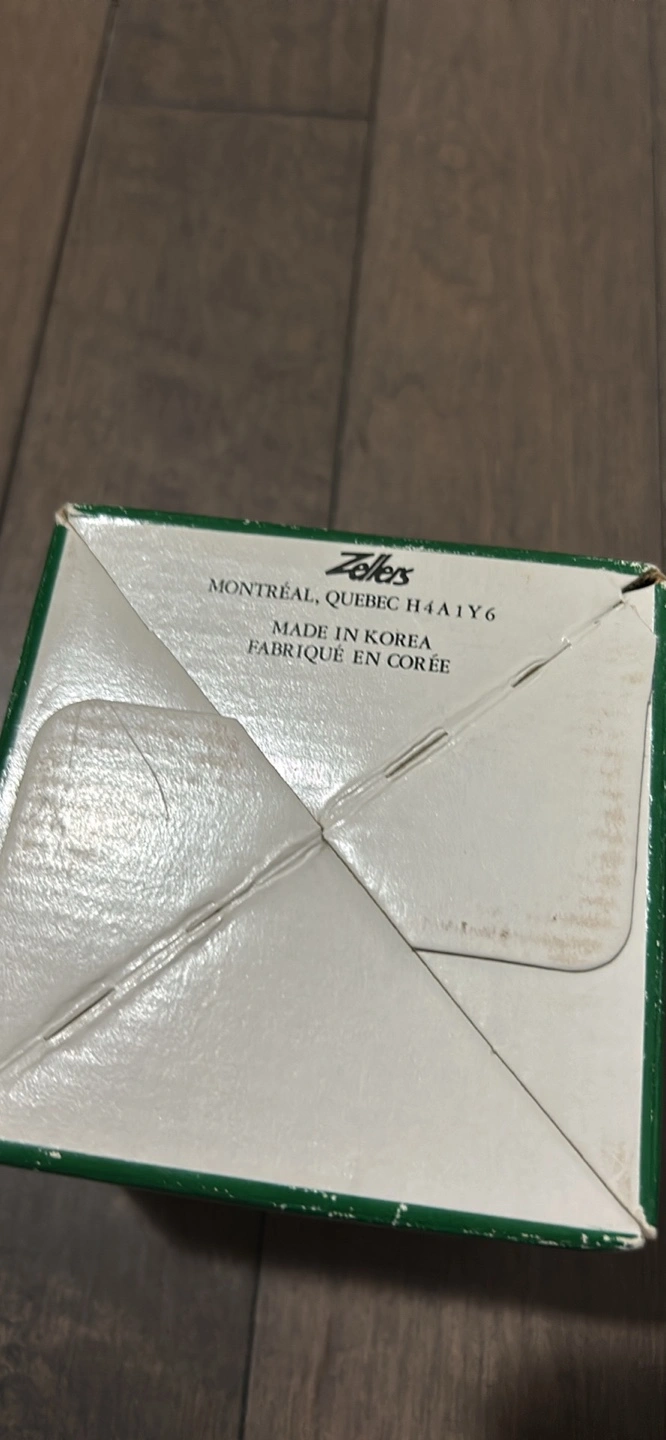 Zellers
MONTRÉAL, QUEBEC H4A 1Y6
MADE IN KOREA
FABRIQUÉ EN CORÉE